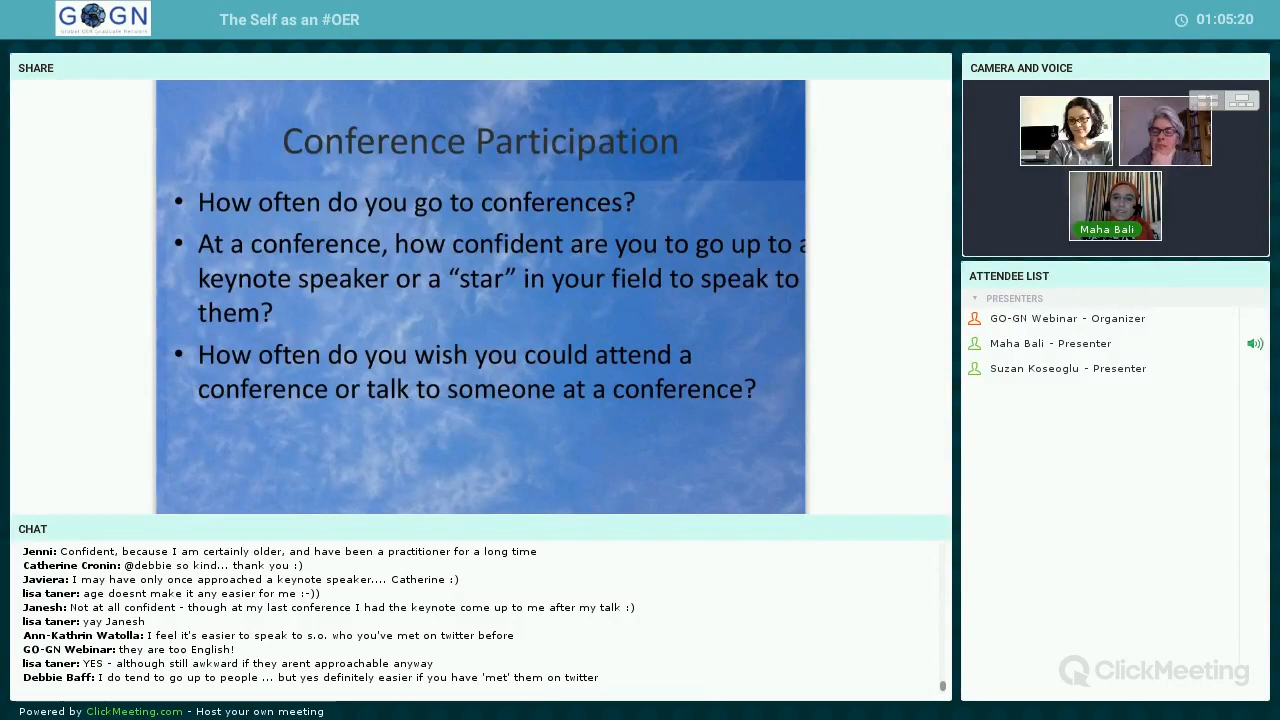 GOGN
Global OER Graduate Network
The Self as an #OER
01:05:20
SHARE
Conference Participation
• How often do you go to conferences?
• At a conference, how confident are you to go up to a
keynote speaker or a “star” in your field to speak to
them?
• How often do you wish you could attend a
conference or talk to someone at a conference?
CHAT
Jenni: Confident, because I am certainly older, and have been a practitioner for a long time
Catherine Cronin: @debbie so kind... thank you :)
Javiera: I may have only once approached a keynote speaker.... Catherine :)
lisa taner: age doesnt make it any easier for me :-))
Janesh: Not at all confident - though at my last conference I had the keynote come up to me after my talk :)
lisa taner: yay Janesh
Ann-Kathrin Watolla: I feel it's easier to speak to s.o. who you've met on twitter before
GO-GN Webinar: they are too English!
lisa taner: YES - although still awkward if they arent approachable anyway
Debbie Baff: I do tend to go up to people ... but yes definitely easier if you have 'met' them on twitter
CAMERA AND VOICE
Maha Bali
ATTENDEE LIST
PRESENTERS
GO-GN Webinar - Organizer
Maha Bali - Presenter
Suzan Koseoglu - Presenter
ClickMeeting
Powered by ClickMeeting.com - Host your own meeting